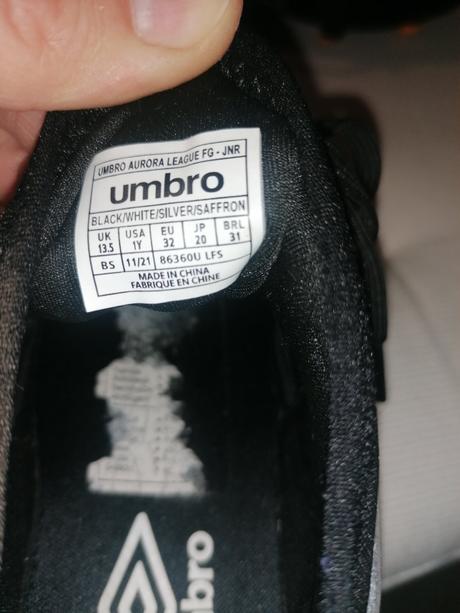 UMBRO AURORA LEAGUE FG - JNR
umbro
BLACK/WHITE/SILVER/SAFFRON
UK USA EU JP BRL
13.5 1Y 32 20 31
BS 11/21 86360U LFS
MADE IN CHINA
FABRIQUE EN CHINE
bro